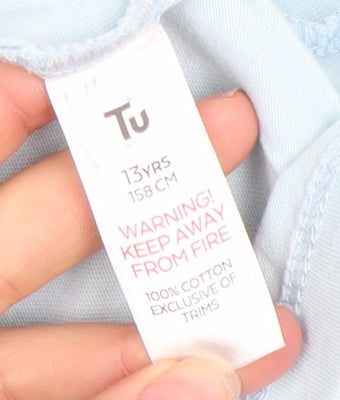 Tu
13YRS
158 CM
WARNING!
KEEP AWAY
FROM FIRE
100% COTTON
EXCLUSIVE OF
TRIMS